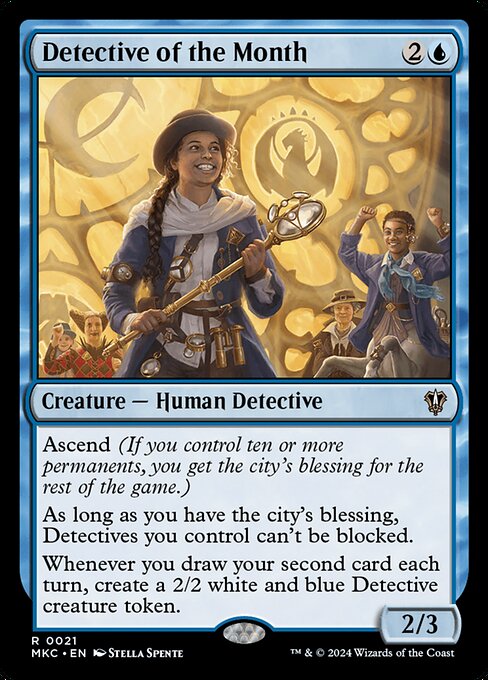 Detective of the Month 2
Creature — Human Detective
Ascend (If you control ten or more
permanents, you get the city's blessing for
the rest of the game.)
As long as you have the city's blessing,
Detectives you control can't be blocked.
Whenever you draw your second card each
turn, create a 2/2 white and blue Detective
creature token.
2/3
R 0021
MKC • EN Stella Spente
™ & © 2024 Wizards of the Coast